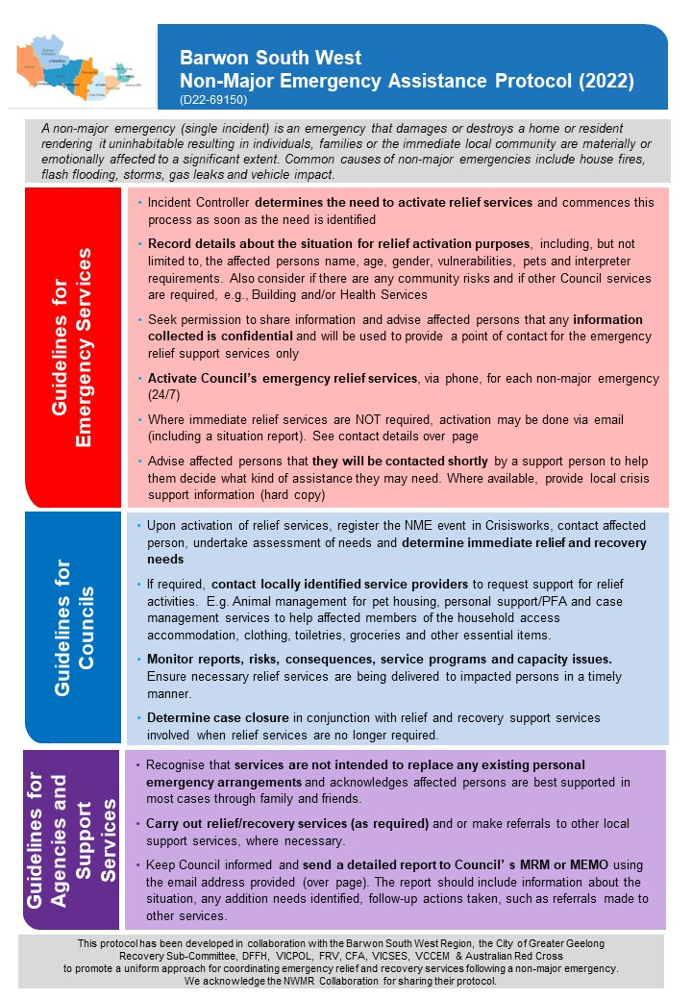 Barwon South West
Non-Major Emergency Assistance Protocol (2022)
(D22-69150)
A non-major emergency (single incident) is an emergency that damages or destroys a home or resident
rendering it uninhabitable resulting in individuals, families or the immediate local community are materially or
emotionally affected to a significant extent. Common causes of non-major emergencies include house fires,
flash flooding, storms, gas leaks and vehicle impact.
Guidelines for
Emergency Services
• Incident Controller determines the need to activate relief services and commences this
process as soon as the need is identified
• Record details about the situation for relief activation purposes, including, but not
limited to, the affected persons name, age, gender, vulnerabilities, pets and interpreter
requirements. Also consider if there are any community risks and if other Council services
are required, e.g., Building and/or Health Services
• Seek permission to share information and advise affected persons that any information
collected is confidential and will be used to provide a point of contact for the emergency
relief support services only
• Activate Council's emergency relief services, via phone, for each non-major emergency
(24/7)
• Where immediate relief services are NOT required, activation may be done via email
(including a situation report). See contact details over page
• Advise affected persons that they will be contacted shortly by a support person to help
them decide what kind of assistance they may need. Where available, provide local crisis
support information (hard copy)
Guidelines for
Councils
• Upon activation of relief services, register the NME event in Crisisworks, contact affected
person, undertake assessment of needs and determine immediate relief and recovery
needs
• If required, contact locally identified service providers to request support for relief
activities. E.g. Animal management for pet housing, personal support/PFA and case
management services to help affected members of the household access
accommodation, clothing, toiletries, groceries and other essential items.
• Monitor reports, risks, consequences, service programs and capacity issues.
Ensure necessary relief services are being delivered to impacted persons in a timely
manner.
• Determine case closure in conjunction with relief and recovery support services
involved when relief services are no longer required.
Guidelines for
Agencies and
Support
Services
• Recognise that services are not intended to replace any existing personal
emergency arrangements and acknowledges affected persons are best supported in
most cases through family and friends.
• Carry out relief/recovery services (as required) and or make referrals to other local
support services, where necessary.
• Keep Council informed and send a detailed report to Council' s MRM or MEMO using
the email address provided (over page). The report should include information about the
situation, any addition needs identified, follow-up actions taken, such as referrals made to
other services.
This protocol has been developed in collaboration with the Barwon South West Region, the City of Greater Geelong
Recovery Sub-Committee, DFFH, VICPOL, FRV, CFA, VICSES, VCCEM & Australian Red Cross
to promote a uniform approach for coordinating emergency relief and recovery services following a non-major emergency.
We acknowledge the NWMR Collaboration for sharing their protocol.